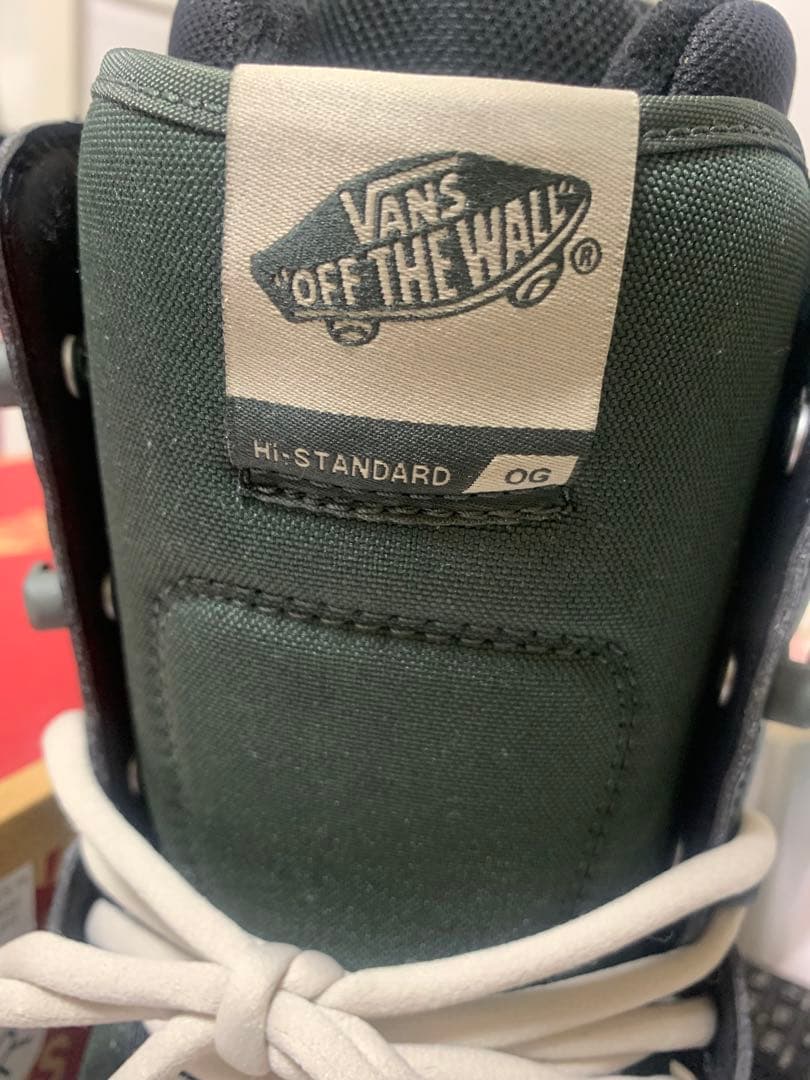 VANS
"OFF THE WALL"
®
Hi-STANDARD OG